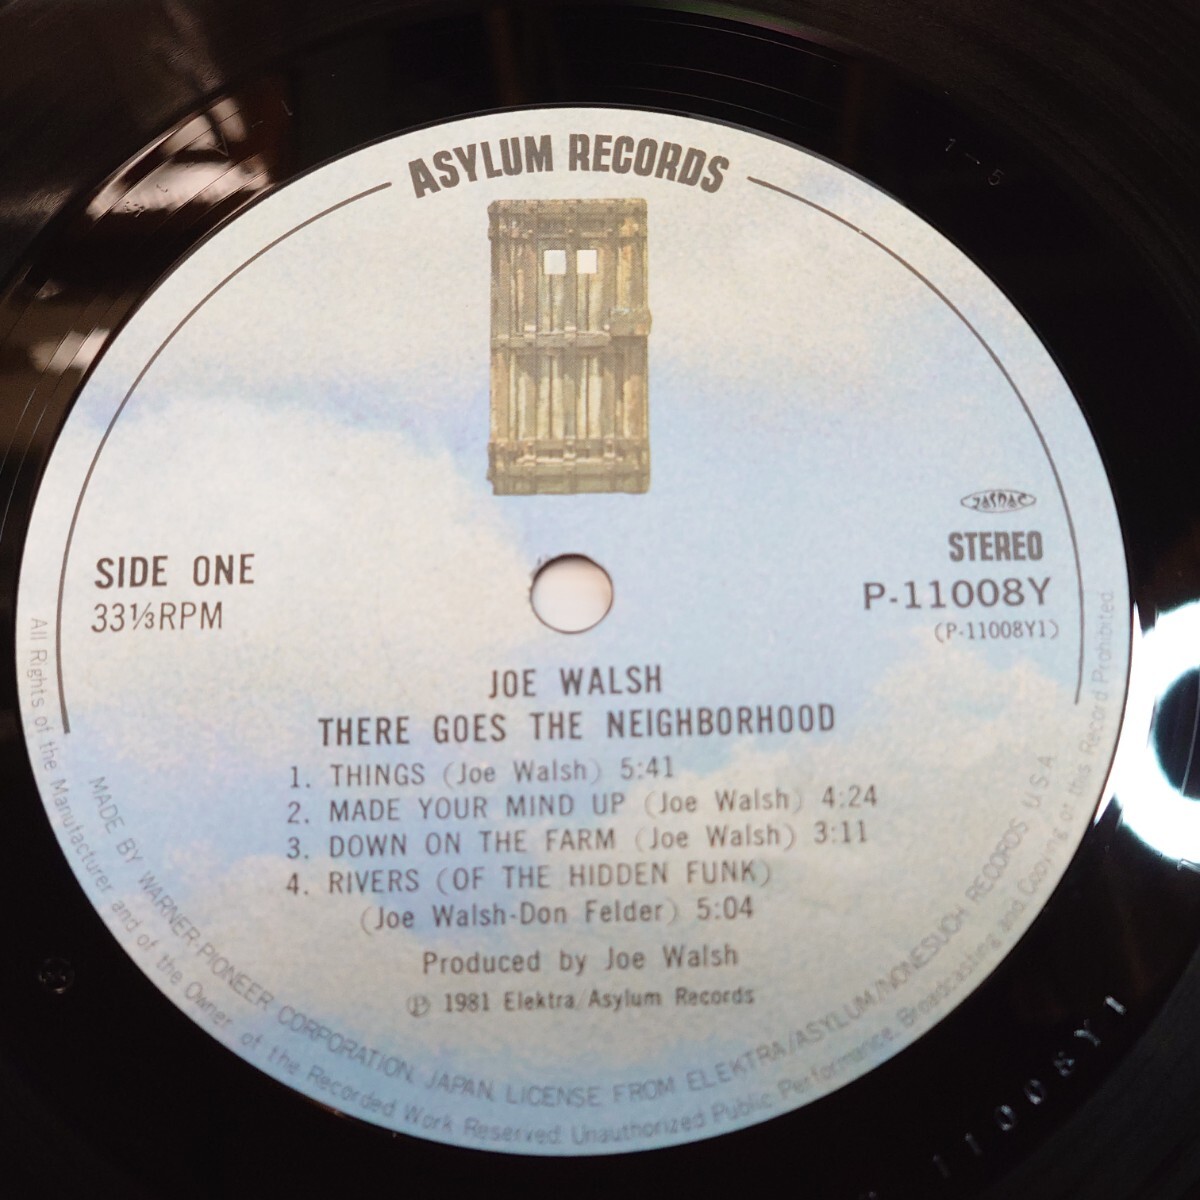 ASYLUM RECORDS
JASRAC
STEREO
P-11008Y
(P-11008Y1)
SIDE ONE
33⅓RPM
JOE WALSH
THERE GOES THE NEIGHBORHOOD
1. THINGS (Joe Walsh) 5:41
2. MADE YOUR MIND UP (Joe Walsh) 4:24
3. DOWN ON THE FARM (Joe Walsh) 3:11
4. RIVERS (OF THE HIDDEN FUNK)
(Joe Walsh-Don Felder) 5:04
Produced by Joe Walsh
Ⓟ 1981 Elektra/Asylum Records
MADE BY WARNER-PIONEER CORPORATION, JAPAN, LICENSE FROM ELEKTRA/ASYLUM/NONESUCH RECORDS U.S.A.
All Rights of the Manufacturer and of the Owner of the Recorded Work Reserved. Unauthorized Public Performance, Broadcasting and Copying of this Record Prohibited.
1-5
11008Y1